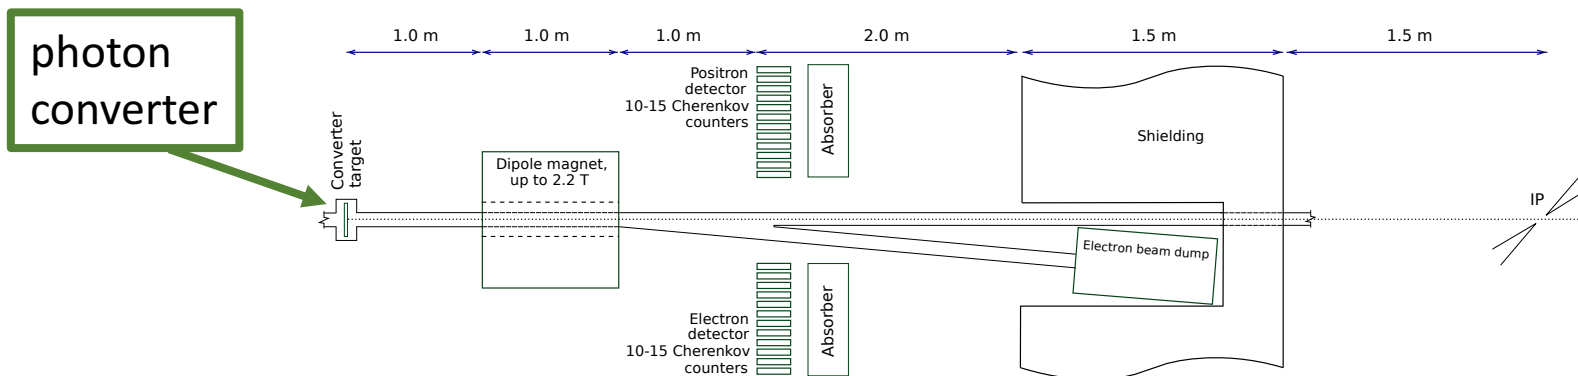 photon
converter
1.0 m
1.0 m
1.0 m
2.0 m
1.5 m
1.5 m
Converter
target
Dipole magnet,
up to 2.2 T
Positron
detector
10-15 Cherenkov
counters
Absorber
Shielding
IP
Electron beam dump
Electron
detector
10-15 Cherenkov
counters
Absorber